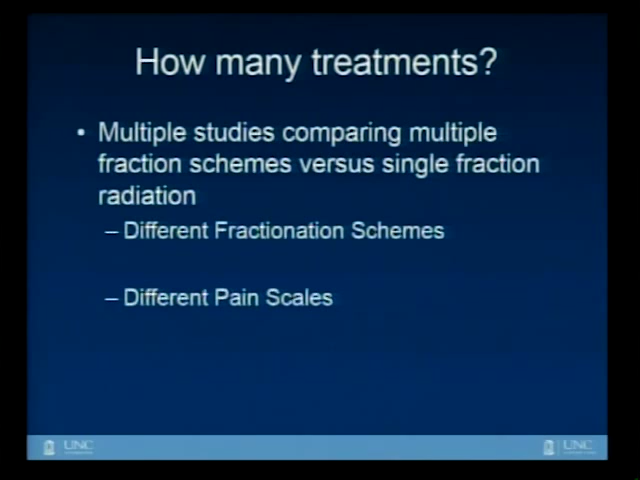 How many treatments?
• Multiple studies comparing multiple
fraction schemes versus single fraction
radiation
– Different Fractionation Schemes
– Different Pain Scales
UNC
UNC